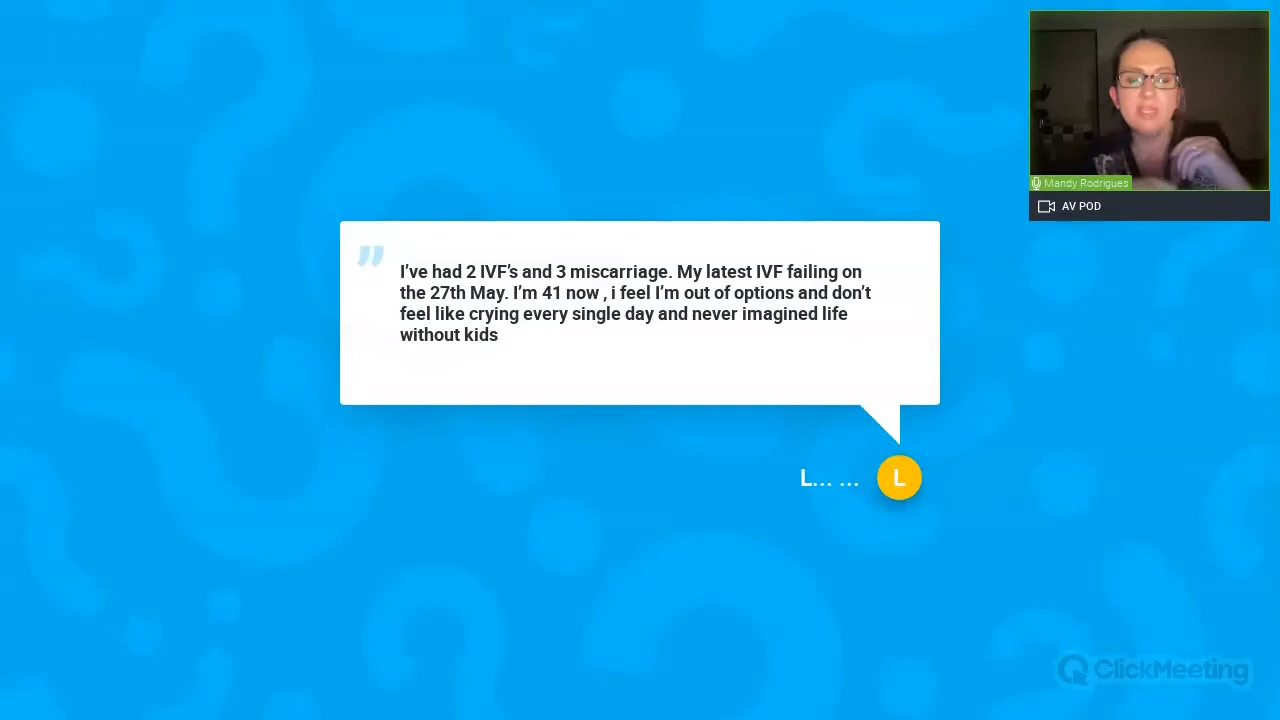 Mandy Rodrigues
AV POD
I've had 2 IVF's and 3 miscarriage. My latest IVF failing on
the 27th May. I'm 41 now , i feel I'm out of options and don't
feel like crying every single day and never imagined life
without kids
L... ...
L
ClickMeeting